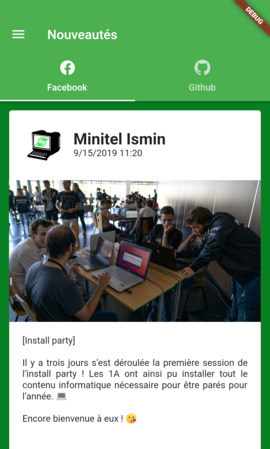 DEBUG
Nouveautés
Facebook
Github
Minitel Ismin
9/15/2019 11:20
[Install party]
Il y a trois jours s’est déroulée la première session de
l’install party ! Les 1A ont ainsi pu installer tout le
contenu informatique nécessaire pour être parés pour
l’année. 💻
Encore bienvenue à eux ! 😘